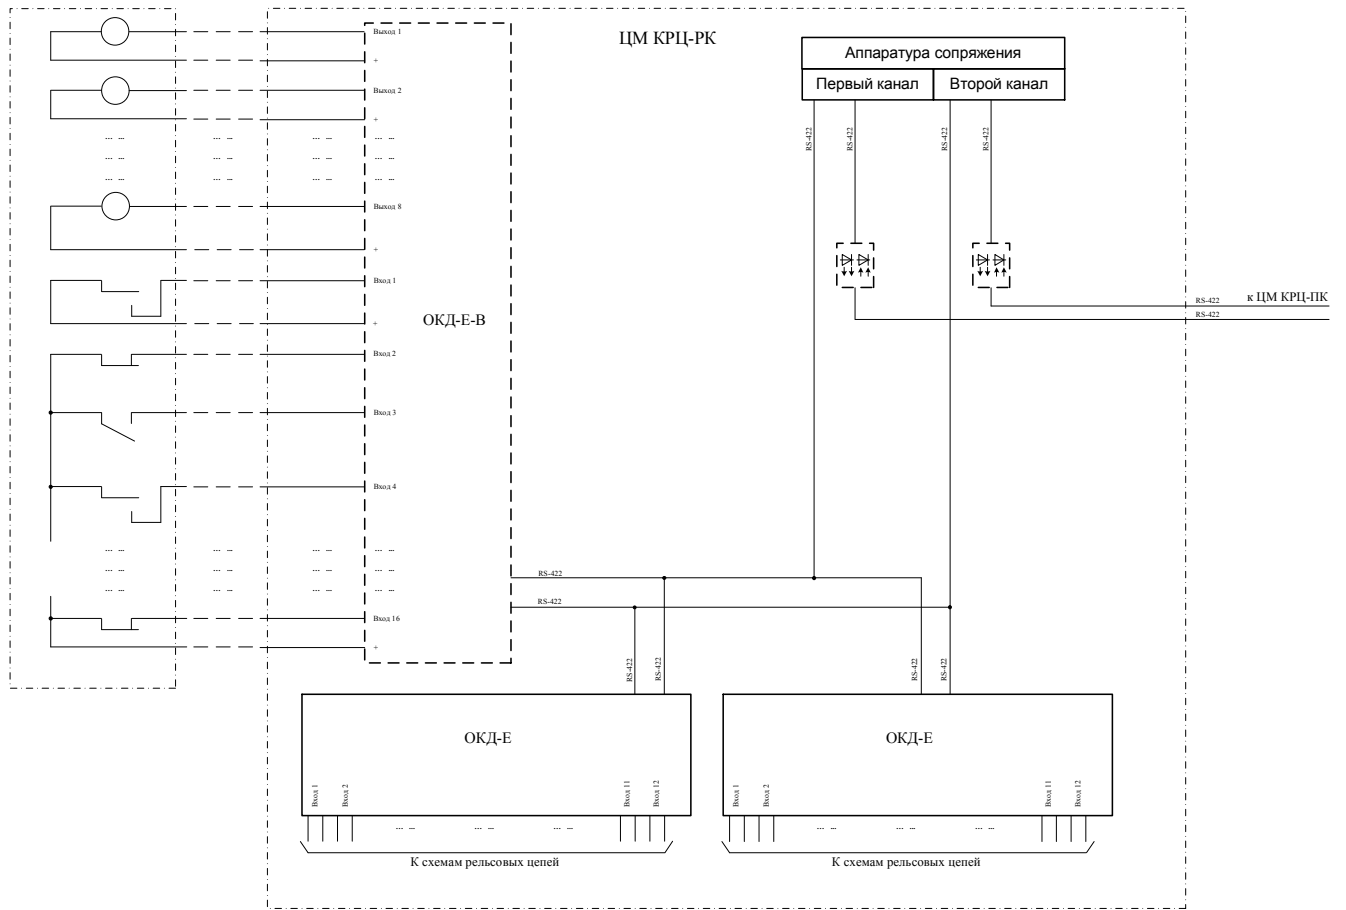 ЦМ КРЦ-РК
Аппаратура сопряжения
Первый канал
Второй канал
RS-422
RS-422
RS-422
RS-422
RS-422
к ЦМ КРЦ-ПК
RS-422
Выход 1
+
Выход 2
+
... ...
... ...
... ...
... ...
... ...
... ...
... ...
... ...
... ...
... ...
... ...
... ...
Выход 8
+
Вход 1
+
ОКД-Е-В
Вход 2
Вход 3
Вход 4
... ...
... ...
... ...
... ...
... ...
... ...
... ...
... ...
... ...
... ...
... ...
... ...
Вход 16
+
RS-422
RS-422
RS-422
RS-422
RS-422
RS-422
ОКД-Е
Вход 1
Вход 2
Вход 11
Вход 12
... ...
... ...
... ...
К схемам рельсовых цепей
ОКД-Е
Вход 1
Вход 2
Вход 11
Вход 12
... ...
... ...
... ...
К схемам рельсовых цепей